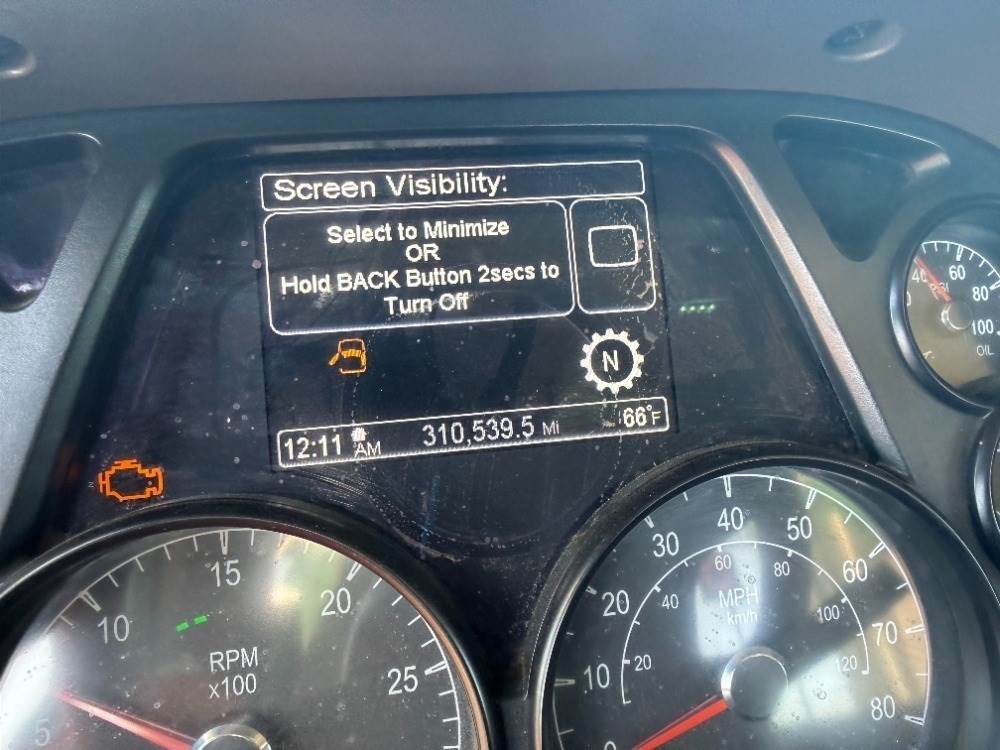 Screen Visibility:
Select to Minimize
OR
Hold BACK Button 2secs to
Turn Off
N
12:11 AM 310,539.5 Mi 66°F
40 60 80 100
OIL
5 10 15 20 25
RPM
x100
0 10 20 30 40 50 60 70 80
20 40 60 80 100 120
MPH
km/h